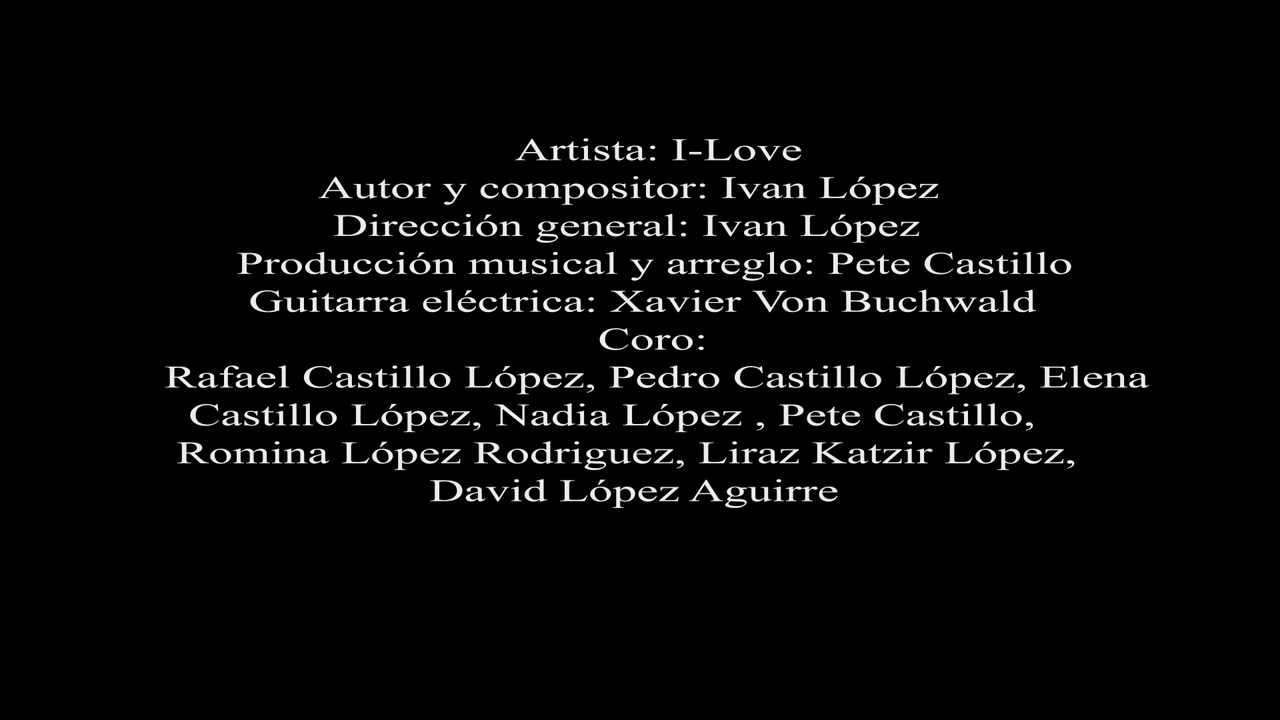 Artista: I-Love
Autor y compositor: Ivan López
Dirección general: Ivan López
Producción musical y arreglo: Pete Castillo
Guitarra eléctrica: Xavier Von Buchwald
Coro:
Rafael Castillo López, Pedro Castillo López, Elena
Castillo López, Nadia López , Pete Castillo,
Romina López Rodriguez, Liraz Katzir López,
David López Aguirre